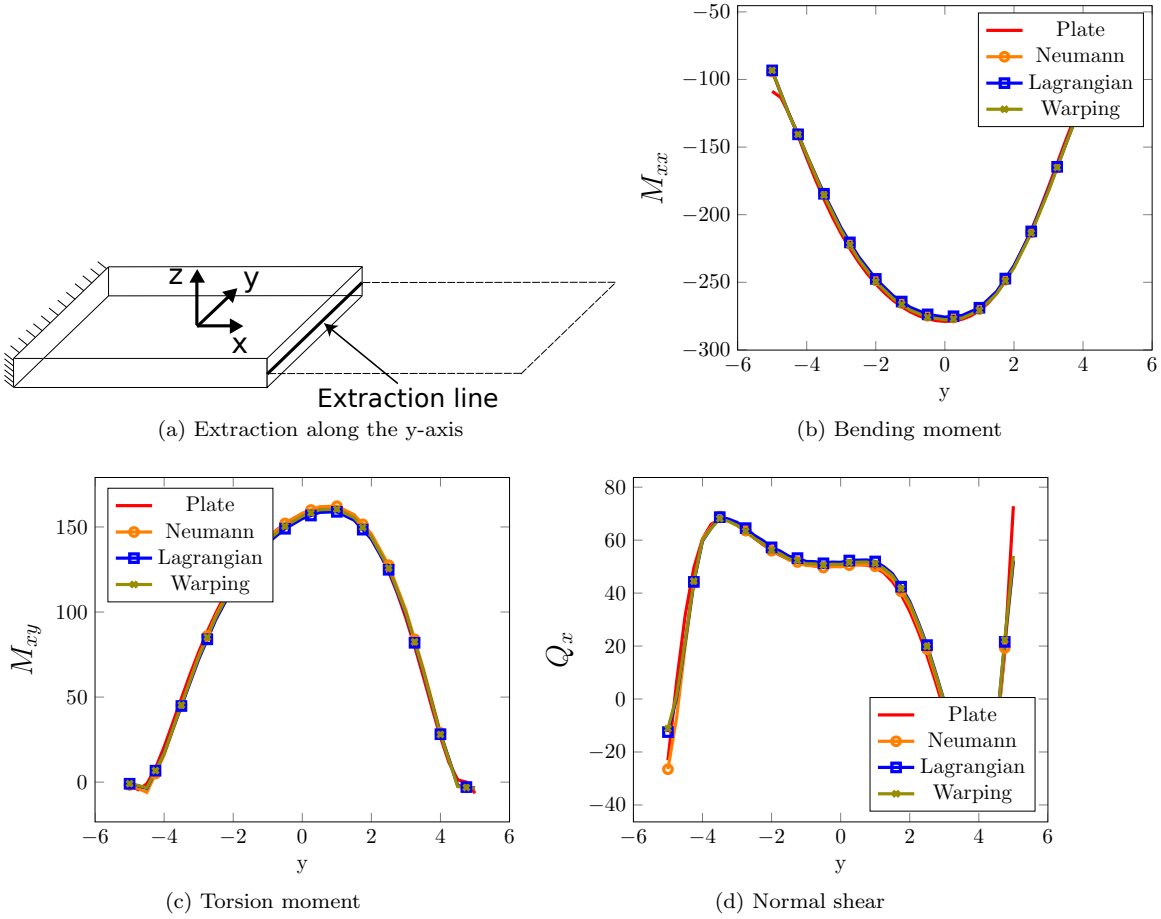 z
y
x
Extraction line
(a) Extraction along the y-axis
−50
−100
−150
−200
−250
−300
−6 −4 −2 0 2 4 6
y
M_xx
Plate
Neumann
Lagrangian
Warping
(b) Bending moment
150
100
50
0
−6 −4 −2 0 2 4 6
y
M_xy
Plate
Neumann
Lagrangian
Warping
(c) Torsion moment
80
60
40
20
0
−20
−40
−6 −4 −2 0 2 4 6
y
Q_x
Plate
Neumann
Lagrangian
Warping
(d) Normal shear